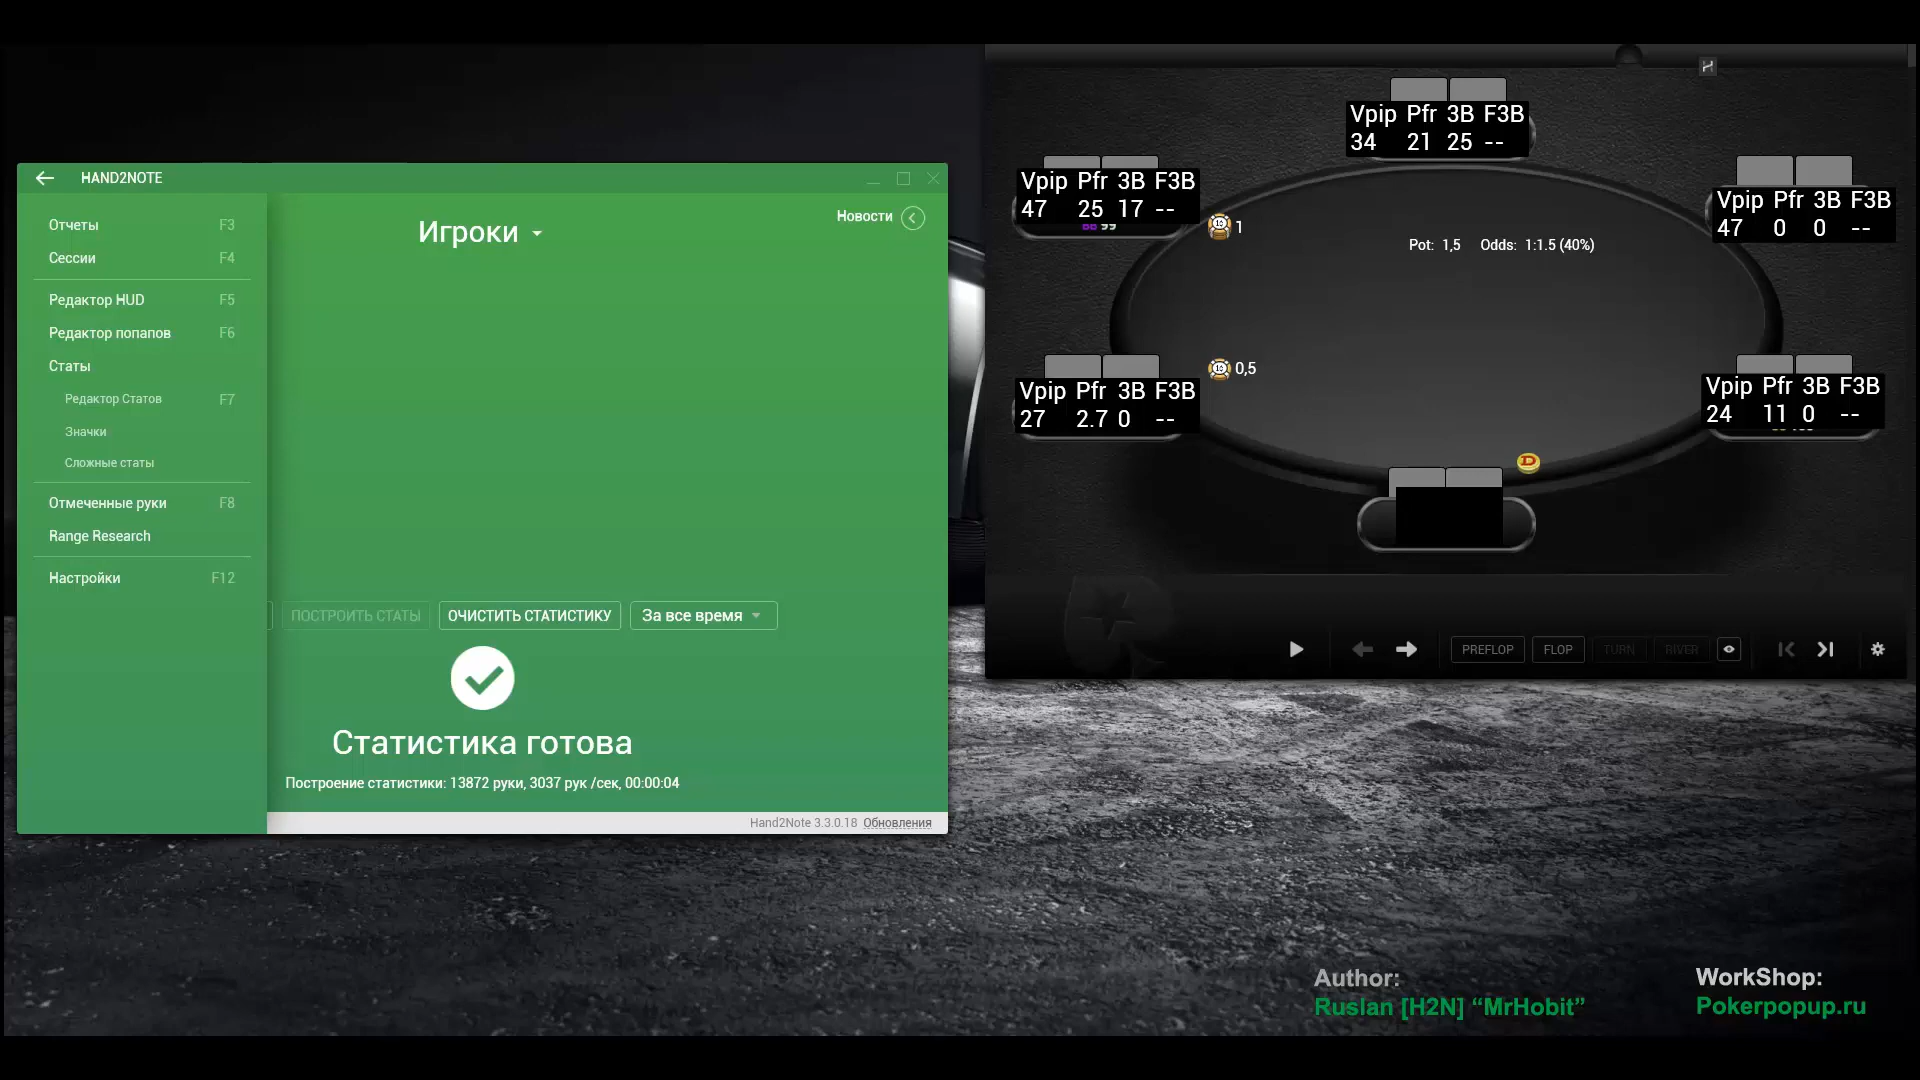 HAND2NOTE
Отчеты F3
Сессии F4
Редактор HUD F5
Редактор попапов F6
Статы
Редактор Статов F7
Значки
Сложные статы
Отмеченные руки F8
Range Research
Настройки F12
Игроки
Новости
ПОСТРОИТЬ СТАТЫ
ОЧИСТИТЬ СТАТИСТИКУ
За все время
Статистика готова
Построение статистики: 13872 руки, 3037 рук /сек, 00:00:04
Hand2Note 3.3.0.18 Обновления
Vpip Pfr 3B F3B
34 21 25 --
Vpip Pfr 3B F3B
47 25 17 --
Vpip Pfr 3B F3B
47 0 0 --
1
Pot: 1,5 Odds: 1:1.5 (40%)
0,5
Vpip Pfr 3B F3B
27 2.7 0 --
Vpip Pfr 3B F3B
24 11 0 --
D
PREFLOP
FLOP
TURN
RIVER
Author:
Ruslan [H2N] “MrHobit”
WorkShop:
Pokerpopup.ru